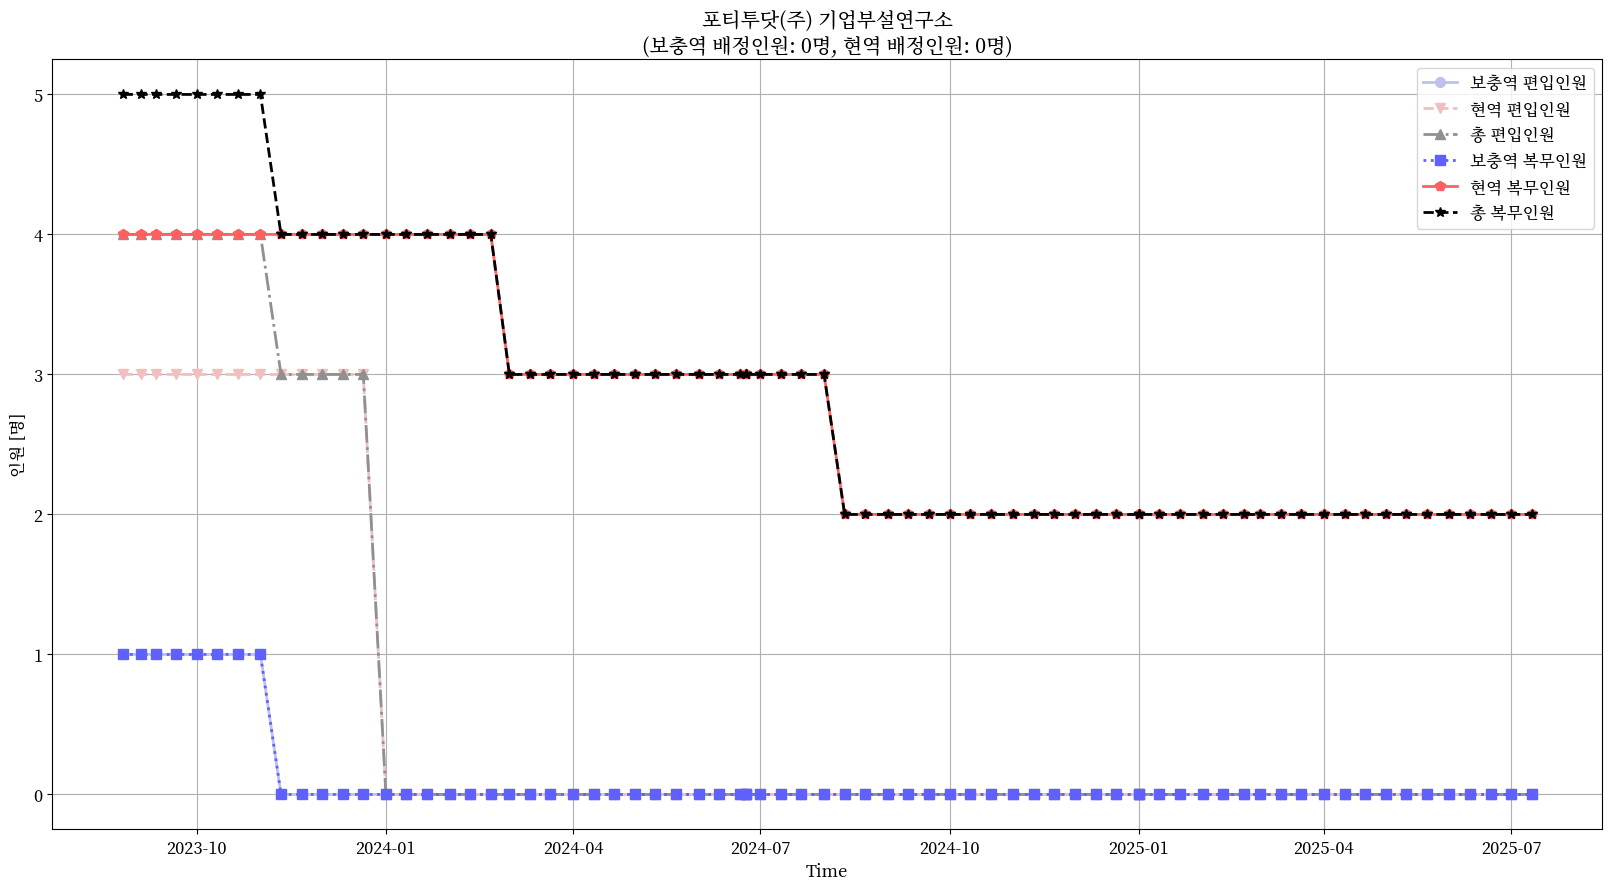 포티투닷(주) 기업부설연구소
(보충역 배정인원: 0명, 현역 배정인원: 0명)
보충역 편입인원
현역 편입인원
총 편입인원
보충역 복무인원
현역 복무인원
총 복무인원
인원 [명]
5
4
3
2
1
0
2023-10
2024-01
2024-04
2024-07
2024-10
2025-01
2025-04
2025-07
Time